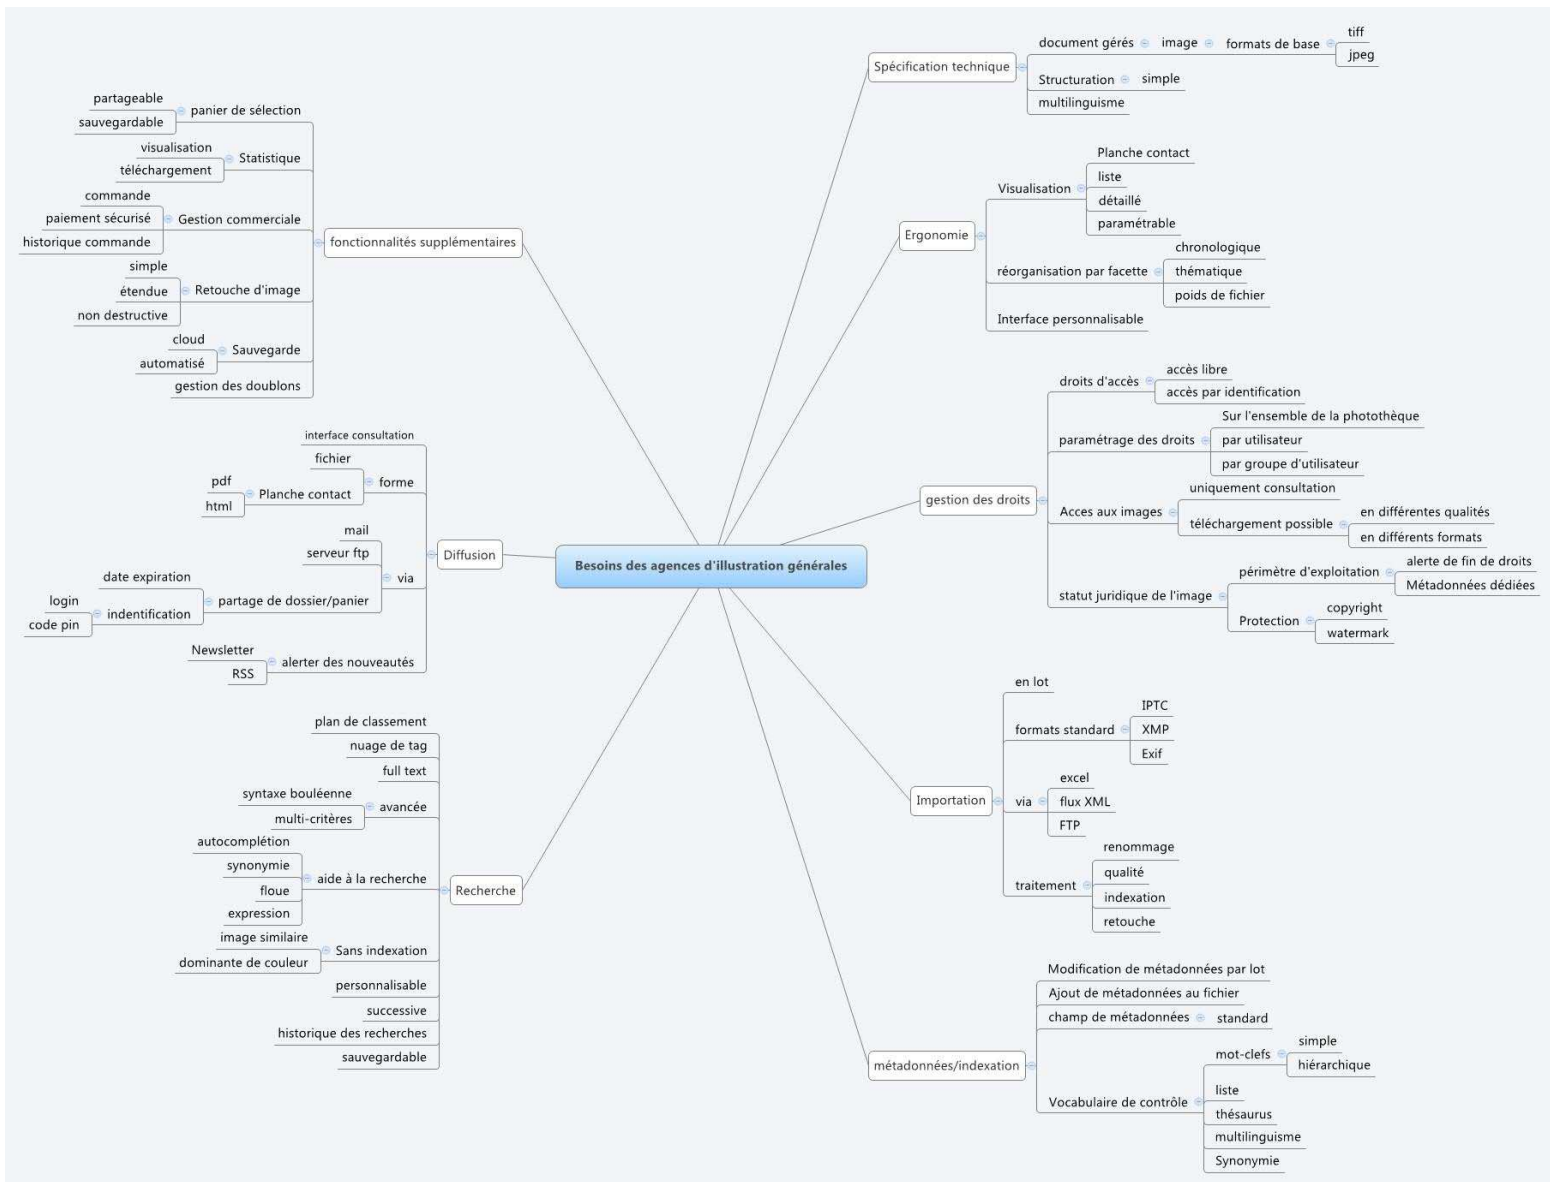 Besoins des agences d'illustration générales
Spécification technique
document gérés
image
formats de base
tiff
jpeg
Structuration
simple
multilinguisme
Ergonomie
Visualisation
Planche contact
liste
détaillé
paramétrable
réorganisation par facette
chronologique
thématique
poids de fichier
Interface personnalisable
gestion des droits
droits d'accès
accès libre
accès par identification
paramétrage des droits
Sur l'ensemble de la photothèque
par utilisateur
par groupe d'utilisateur
Acces aux images
uniquement consultation
téléchargement possible
en différentes qualités
en différents formats
statut juridique de l'image
périmètre d'exploitation
alerte de fin de droits
Métadonnées dédiées
Protection
copyright
watermark
Importation
en lot
formats standard
IPTC
XMP
Exif
via
excel
flux XML
FTP
traitement
renommage
qualité
indexation
retouche
métadonnées/indexation
Modification de métadonnées par lot
Ajout de métadonnées au fichier
champ de métadonnées
standard
Vocabulaire de contrôle
mot-clefs
simple
hiérarchique
liste
thésaurus
multilinguisme
Synonymie
fonctionnalités supplémentaires
panier de sélection
partageable
sauvegardable
Statistique
visualisation
téléchargement
Gestion commerciale
commande
paiement sécurisé
historique commande
Retouche d'image
simple
étendue
non destructive
Sauvegarde
cloud
automatisé
gestion des doublons
Diffusion
interface consultation
forme
fichier
Planche contact
pdf
html
via
mail
serveur ftp
partage de dossier/panier
date expiration
indentification
login
code pin
alerter des nouveautés
Newsletter
RSS
Recherche
plan de classement
nuage de tag
full text
avancée
syntaxe bouléenne
multi-critères
aide à la recherche
autocomplétion
synonymie
floue
expression
Sans indexation
image similaire
dominante de couleur
personnalisable
successive
historique des recherches
sauvegardable